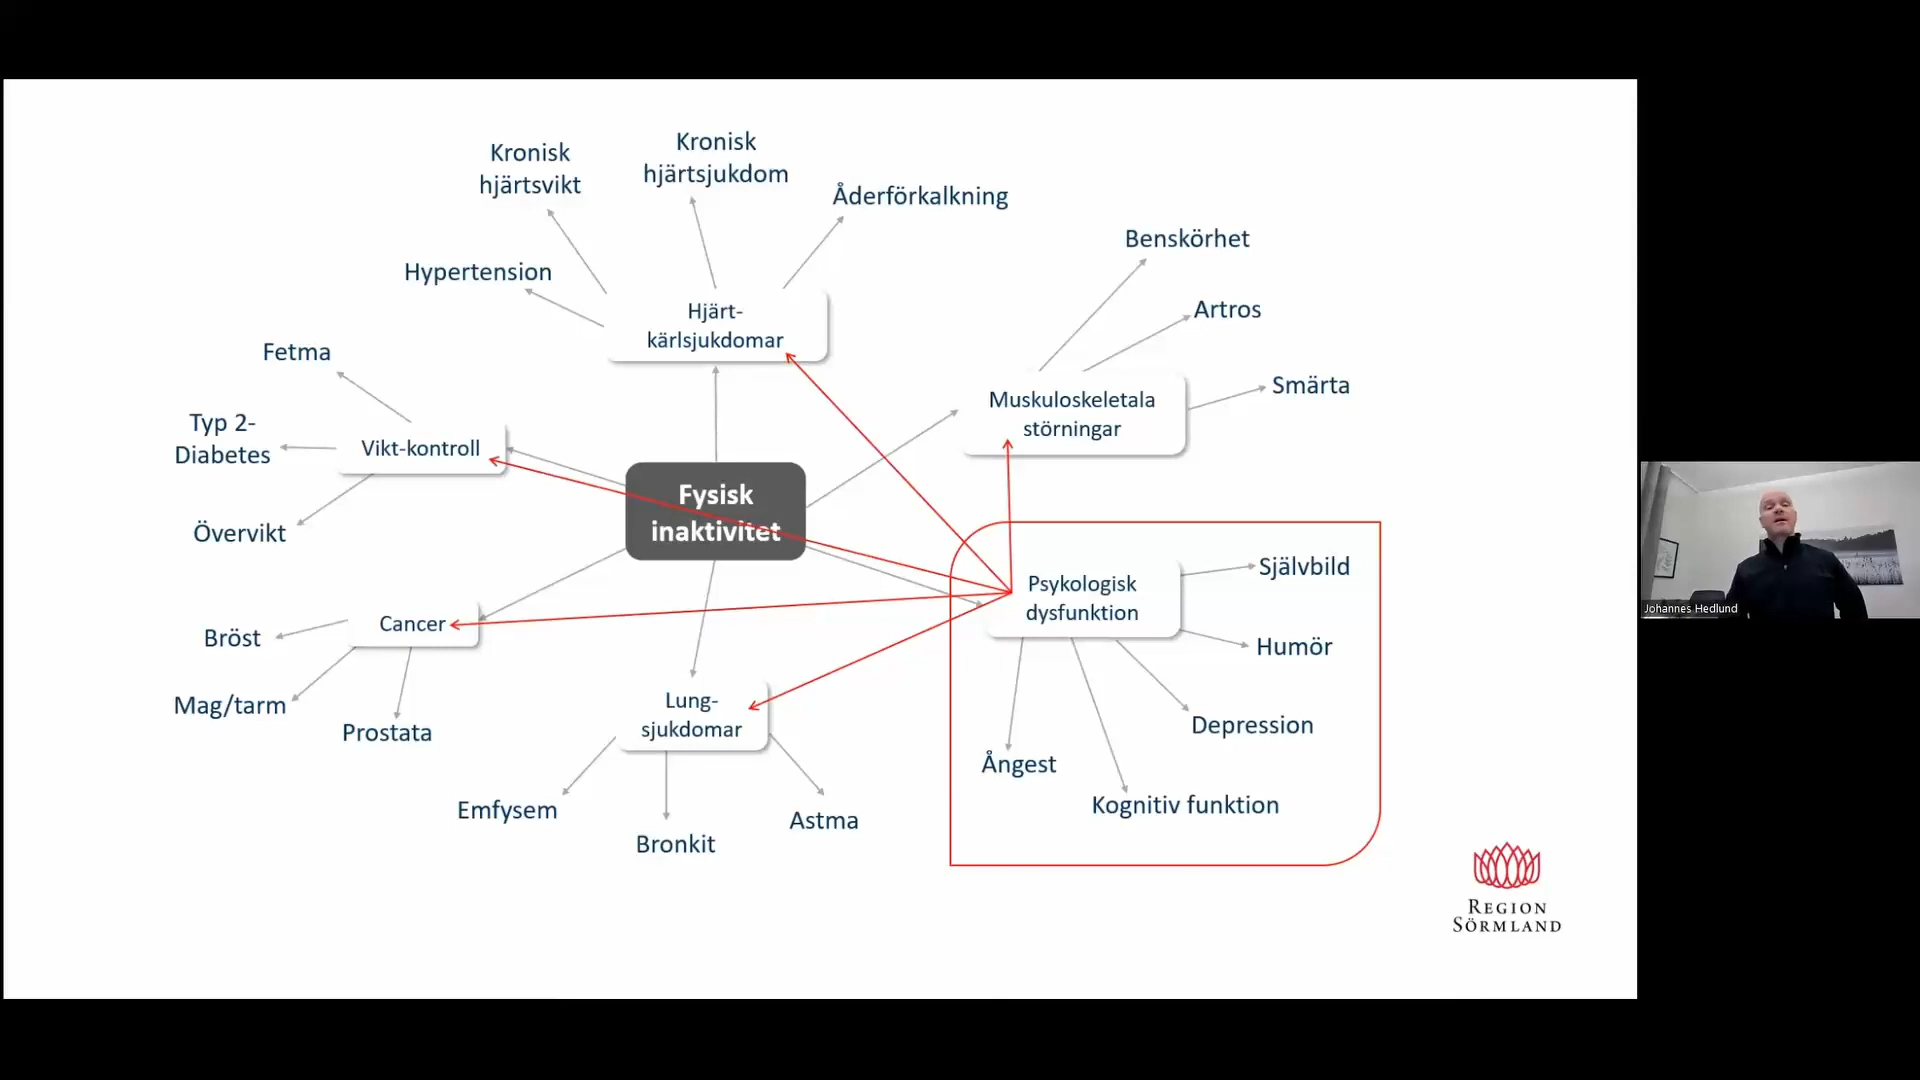 Kronisk
hjärtsvikt
Kronisk
hjärtsjukdom
Åderförkalkning
Hypertension
Hjärt-
kärlsjukdomar
Benskörhet
Artros
Smärta
Muskuloskeletala
störningar
Fetma
Typ 2-
Diabetes
Övervikt
Vikt-kontroll
Fysisk
inaktivitet
Psykologisk
dysfunktion
Självbild
Humör
Depression
Kognitiv funktion
Ångest
Cancer
Bröst
Mag/tarm
Prostata
Lung-
sjukdomar
Emfysem
Bronkit
Astma
REGION
SÖRMLAND
Johannes Hedlund